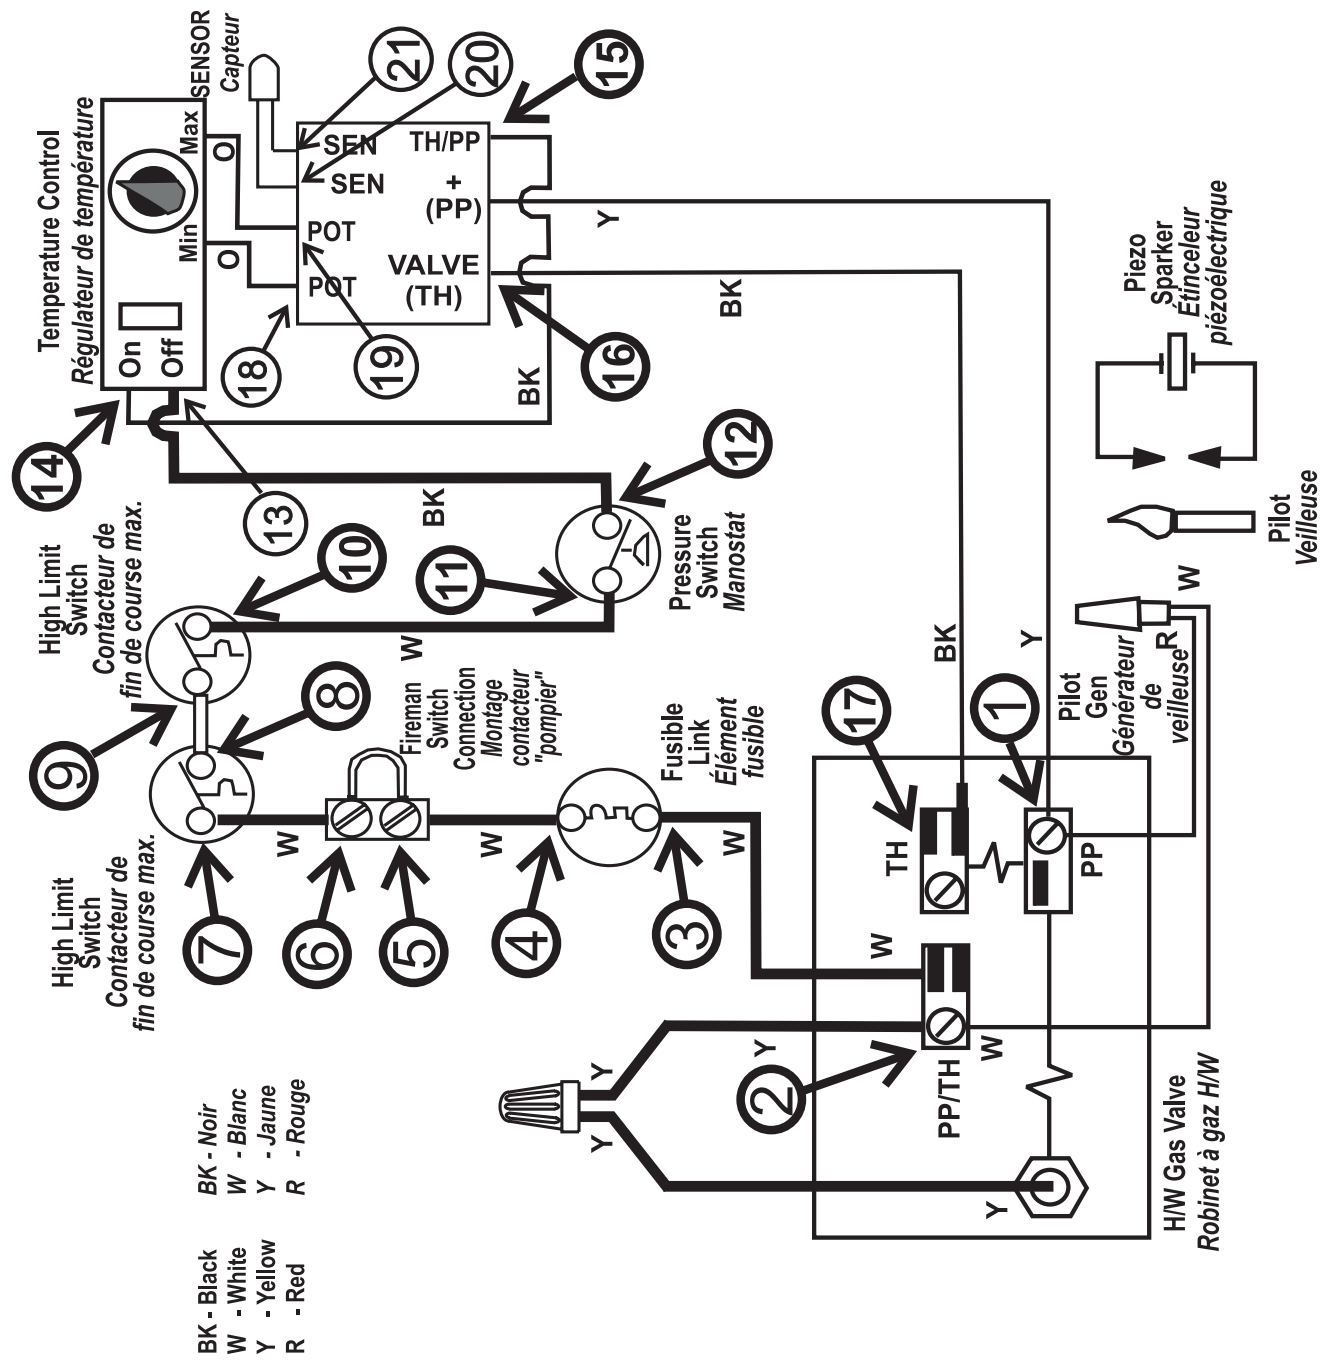 SENSOR
Capteur
Temperature Control
Régulateur de température
Min
Max
On
Off
O
O
SEN
SEN
POT
POT
TH/PP
+
(PP)
VALVE
(TH)
21
20
15
18
19
16
14
13
BK
BK
Y
BK
12
Pressure
Switch
Manostat
11
10
High Limit
Switch
Contacteur de
fin de course max.
W
9
8
High Limit
Switch
Contacteur de
fin de course max.
7
W
6
5
Fireman
Switch
Connection
Montage
contacteur
"pompier"
W
4
Fusible
Link
Élément
fusible
3
W
W
Piezo
Sparker
Étinceleur
piézoélectrique
Pilot
Veilleuse
W
R
Pilot
Gen
Générateur
de
veilleuse
BK
Y
17
1
TH
PP
PP/TH
W
2
Y
Y
Y
Y
H/W Gas Valve
Robinet à gaz H/W
BK - Black
W - White
Y - Yellow
R - Red
BK - Noir
W - Blanc
Y - Jaune
R - Rouge